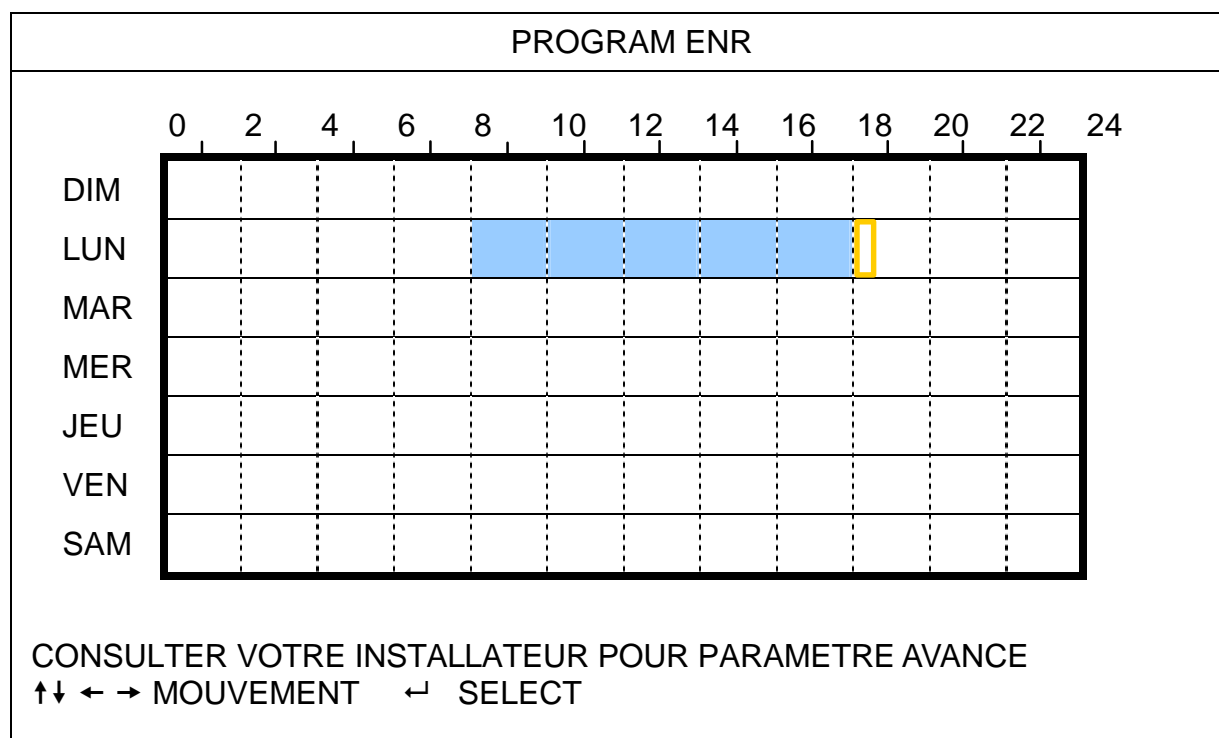 PROGRAM ENR
0 2 4 6 8 10 12 14 16 18 20 22 24
DIM
LUN
MAR
MER
JEU
VEN
SAM
CONSULTER VOTRE INSTALLATEUR POUR PARAMETRE AVANCE
↑↓ ← → MOUVEMENT ↵ SELECT